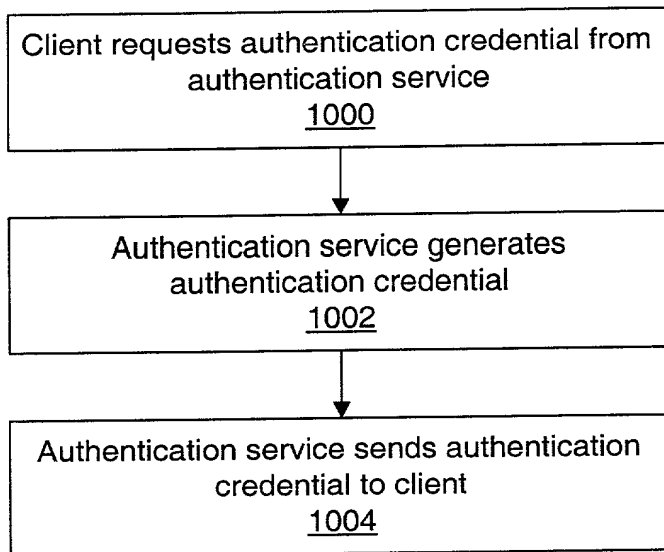 Client requests authentication credential from
authentication service
1000
Authentication service generates
authentication credential
1002
Authentication service sends authentication
credential to client
1004